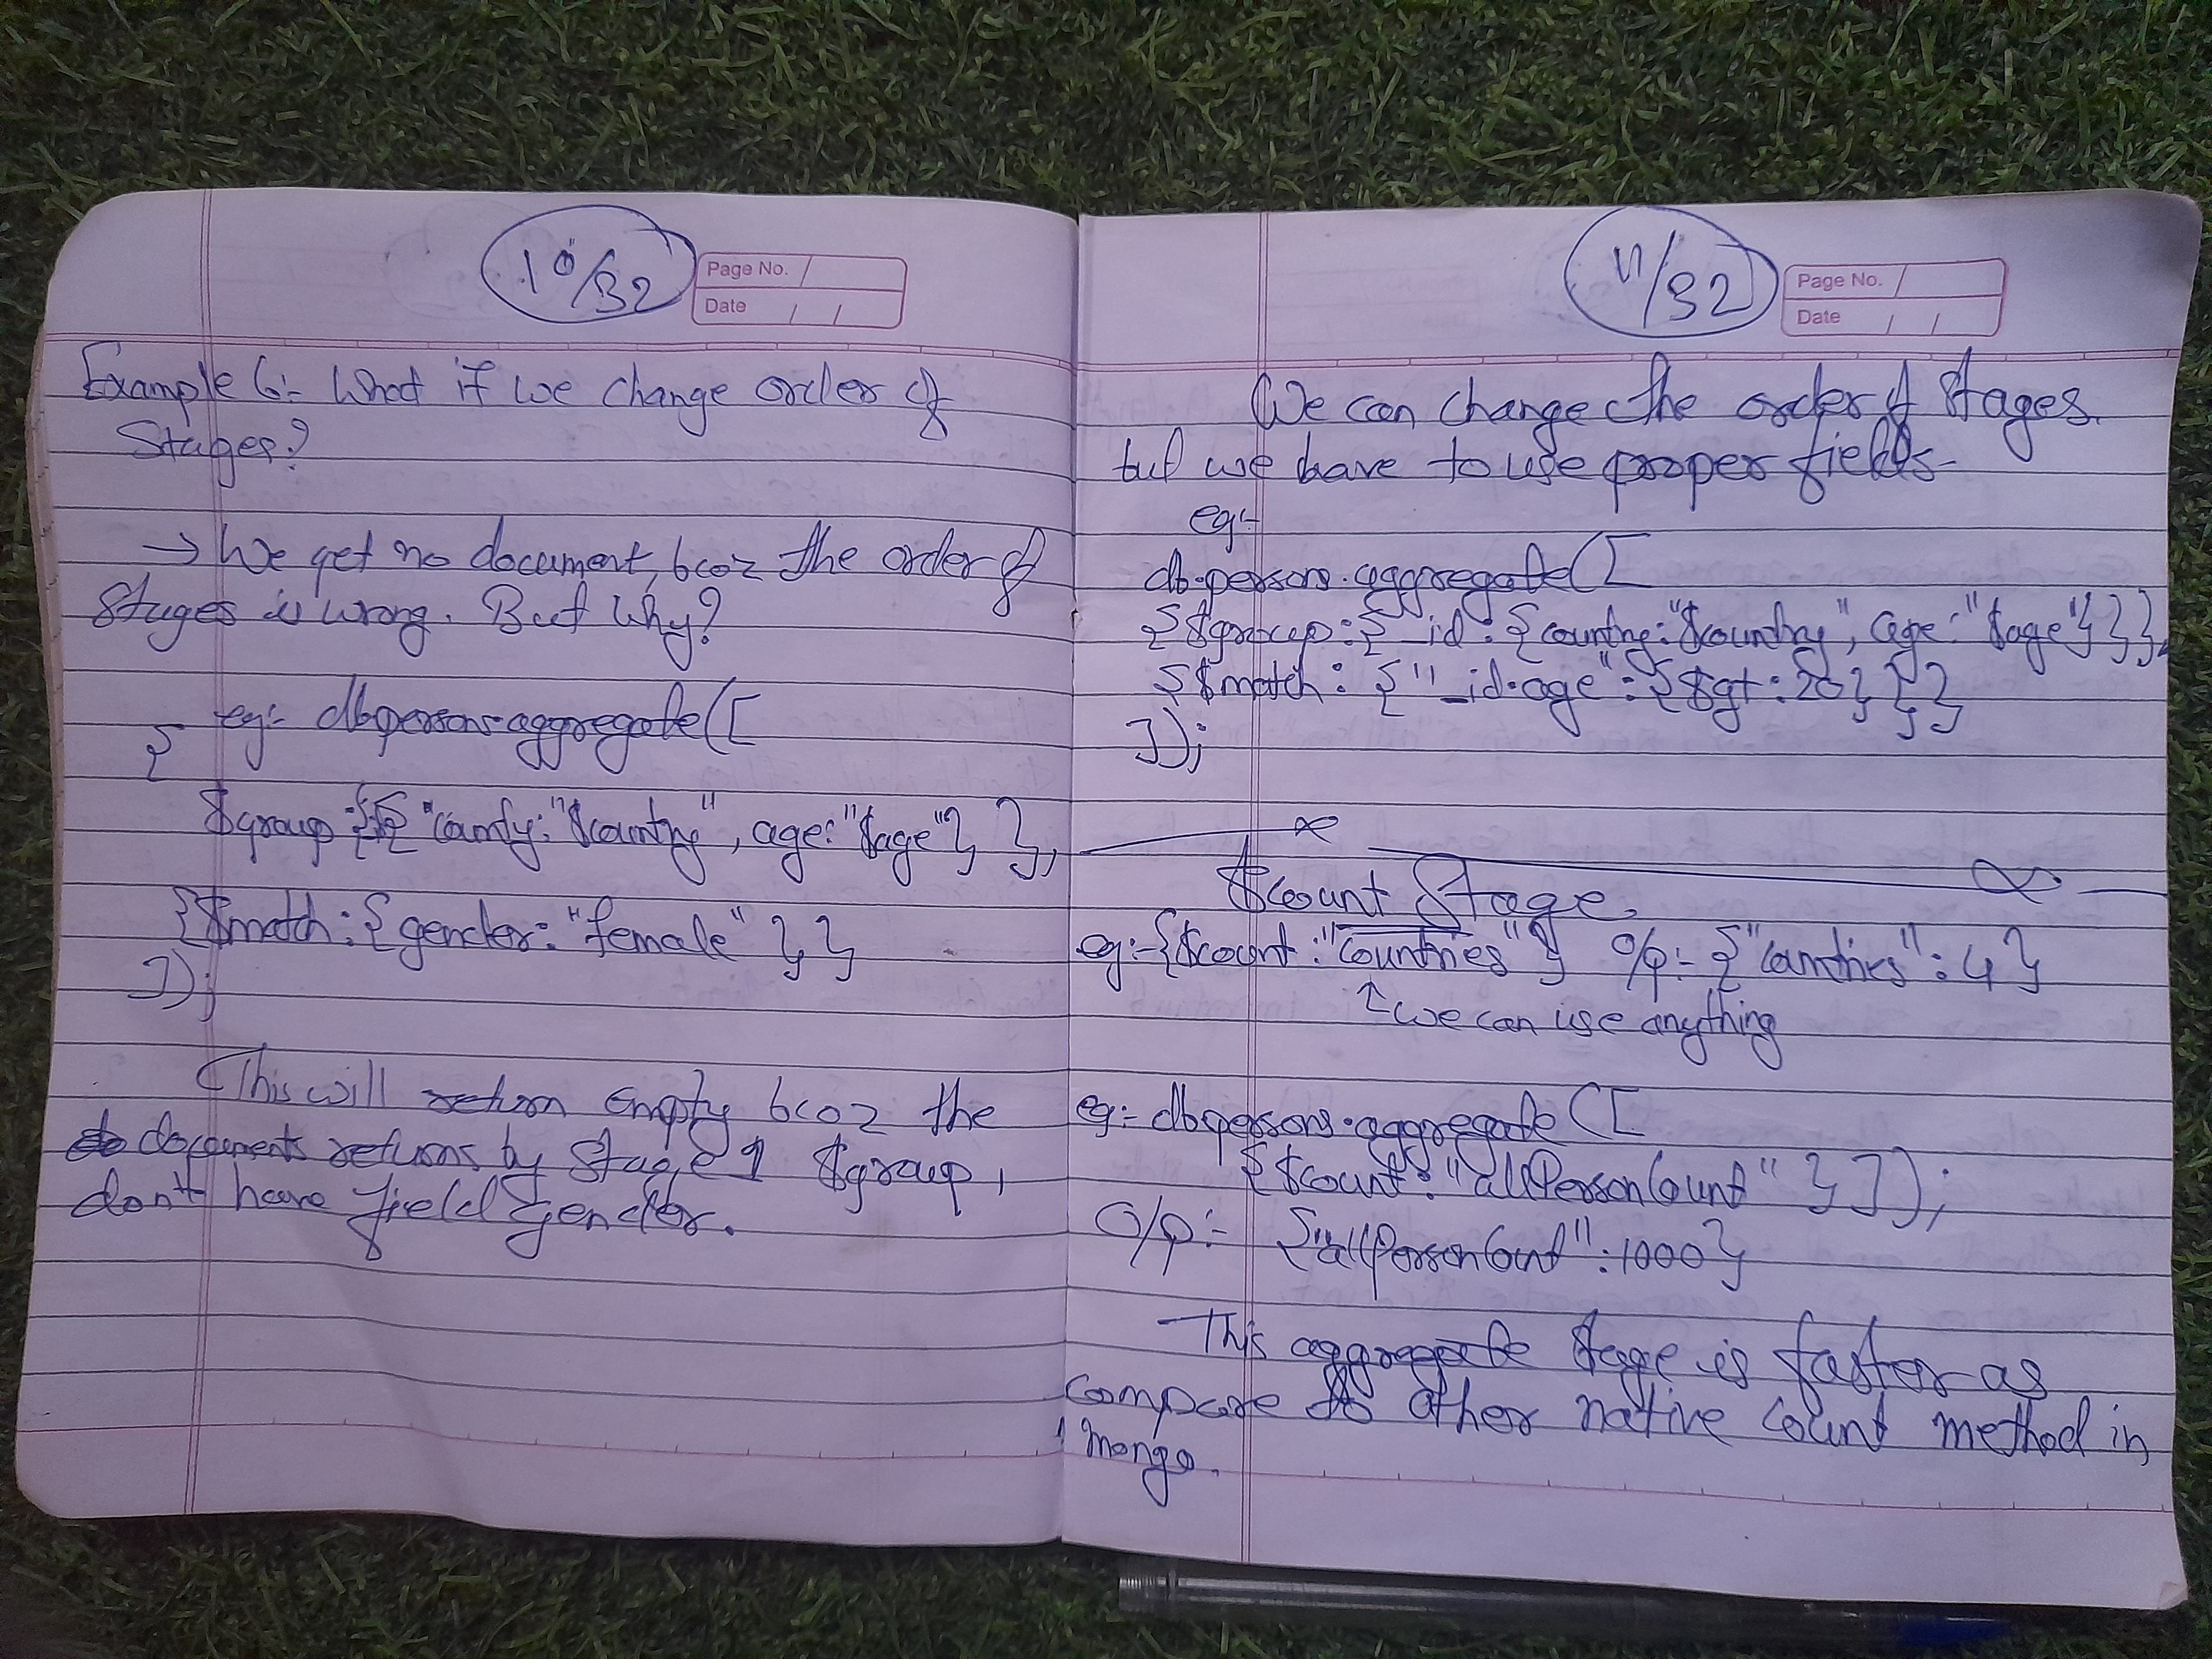 10/32
Page No.
Date / /
Example 6:- What if we change order of
stages?
→ We get no document, bcoz the order of
stages is wrong. But Why?
eg:- db.persons.aggregate([
{
$group: { "country: "$country", age: "$age" } },
{$match : { gender: "female" } }
]);
This will return empty bcoz the
documents returns by Stage 1 $group,
don't have field gender.
11/32
Page No.
Date / /
We can change the order of stages.
but we have to use proper fields-
eg:-
db.person.aggregate([
{ $group: { _id: { country: "$country", age: "$age" } } },
{ $match : { "_id.age": { $gt : 20 } } }
]);
x
$count Stage.
eg:- {$count : "countries" } O/p:- { "countries" : 4 }
↑ we can use anything
eg:- db.persons.aggregate([
{ $count: "allPersonCount" } ]);
O/p:- { "allPersonCount" : 1000 }
This aggregate stage is faster as
compare of other native count method in
'mongo.